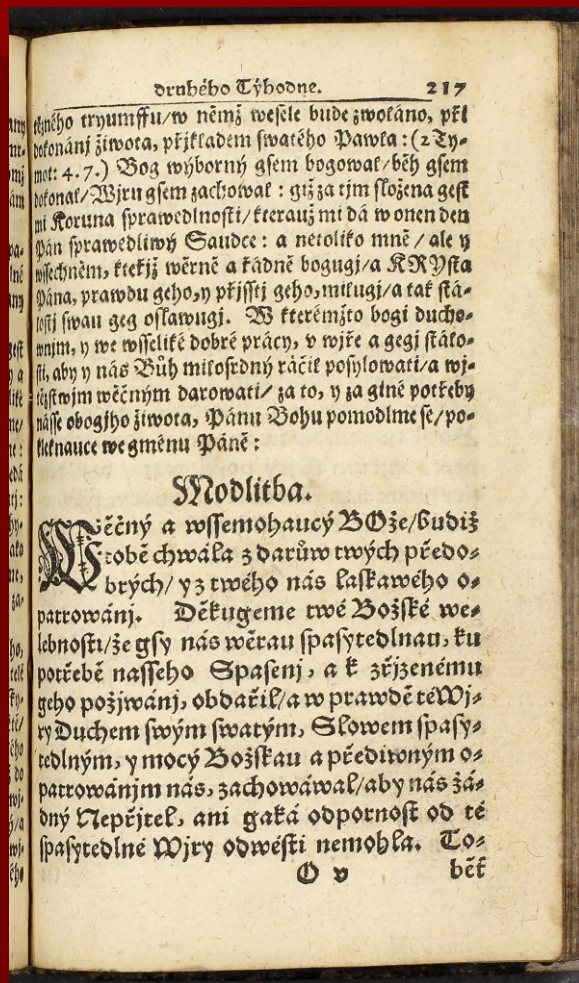 druhého Týhodne. 217
tězného tryumffu/w němž wesele bude zwoláno, při
dokonánj žiwota, přjkladem swatého Pawła: (2 Ty-
mot: 4. 7.) Bog wýborný gsem bogowal/běh gsem
dokonal/Wjru gsem zachowal: giž za tjm složena gest
mi Koruna sprawedlnosti/kterauž mi dá w onen den
Pán sprawedliwý Saudce: a netoliko mně/ale y
wssechněm, kteřjž wěrně a řádně bogugj/a KRYsta
Pána, prawdu geho,y přjsstj geho,milugj/a tak stá-
lostj swau geg oslawugj. W kterémžto bogi ducho-
wnjm, y we wsseliké dobré prácy, v wjře a gegj stálo-
sti, aby y nás Bůh milosrdný ráčil posylowati/a wj-
tězstwjm wěčným darowati/ za to, y za giné potřeby
násse obogjho žiwota, Pánu Bohu pomodlme se/po-
kleknauce we gménu Páně:
Modlitba.
Wěčný a wssemohaucý BOže/budiž
tobě chwála z darůw twých předo-
brých/ y z twého nás laskawého o-
patrowánj. Děkugeme twé Božské we-
lebnosti/že gsy nás wěrau spasytedlnau, ku
potřebě nasseho Spasenj, a k zřjzenému
geho požjwánj, obdařil/a w prawdě té Wj-
ry Duchem swým swatým, Slowem spasy-
tedlným, y mocý Božskau a předիwným o-
patrowánjm nás, zachowáwal/aby nás žá-
dný Nepřjtel, ani gaká odpornost od té
spasytedlné Wjry odwésti nemohla. To-
O v běť